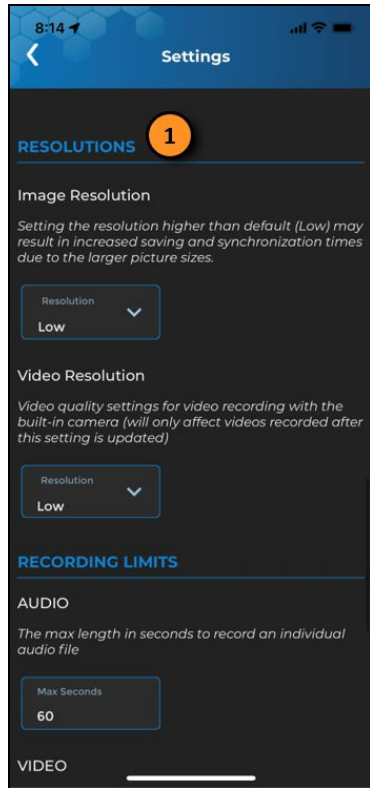 8:14
Settings
RESOLUTIONS
1
Image Resolution
Setting the resolution higher than default (Low) may
result in increased saving and synchronization times
due to the larger picture sizes.
Resolution
Low
Video Resolution
Video quality settings for video recording with the
built-in camera (will only affect videos recorded after
this setting is updated)
Resolution
Low
RECORDING LIMITS
AUDIO
The max length in seconds to record an individual
audio file
Max Seconds
60
VIDEO